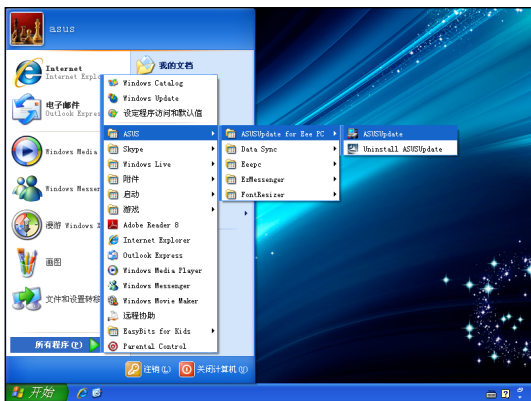 asus
Internet
Internet Explo
电子邮件
Outlook Expres
Windows Media
Windows Messen
漫游 Windows X
画图
文件和设置转移
所有程序(P)
我的文档
Windows Catalog
Windows Update
设定程序访问和默认值
ASUS
Skype
Windows Live
附件
启动
游戏
Adobe Reader 8
Internet Explorer
Outlook Express
Windows Media Player
Windows Messenger
Windows Movie Maker
远程协助
EasyBits for Kids
Parental Control
ASUSUpdate for Eee PC
Data Sync
Eeepc
EzMessenger
FontResizer
ASUSUpdate
Uninstall ASUSUpdate
注销(L)
关闭计算机(U)
开始